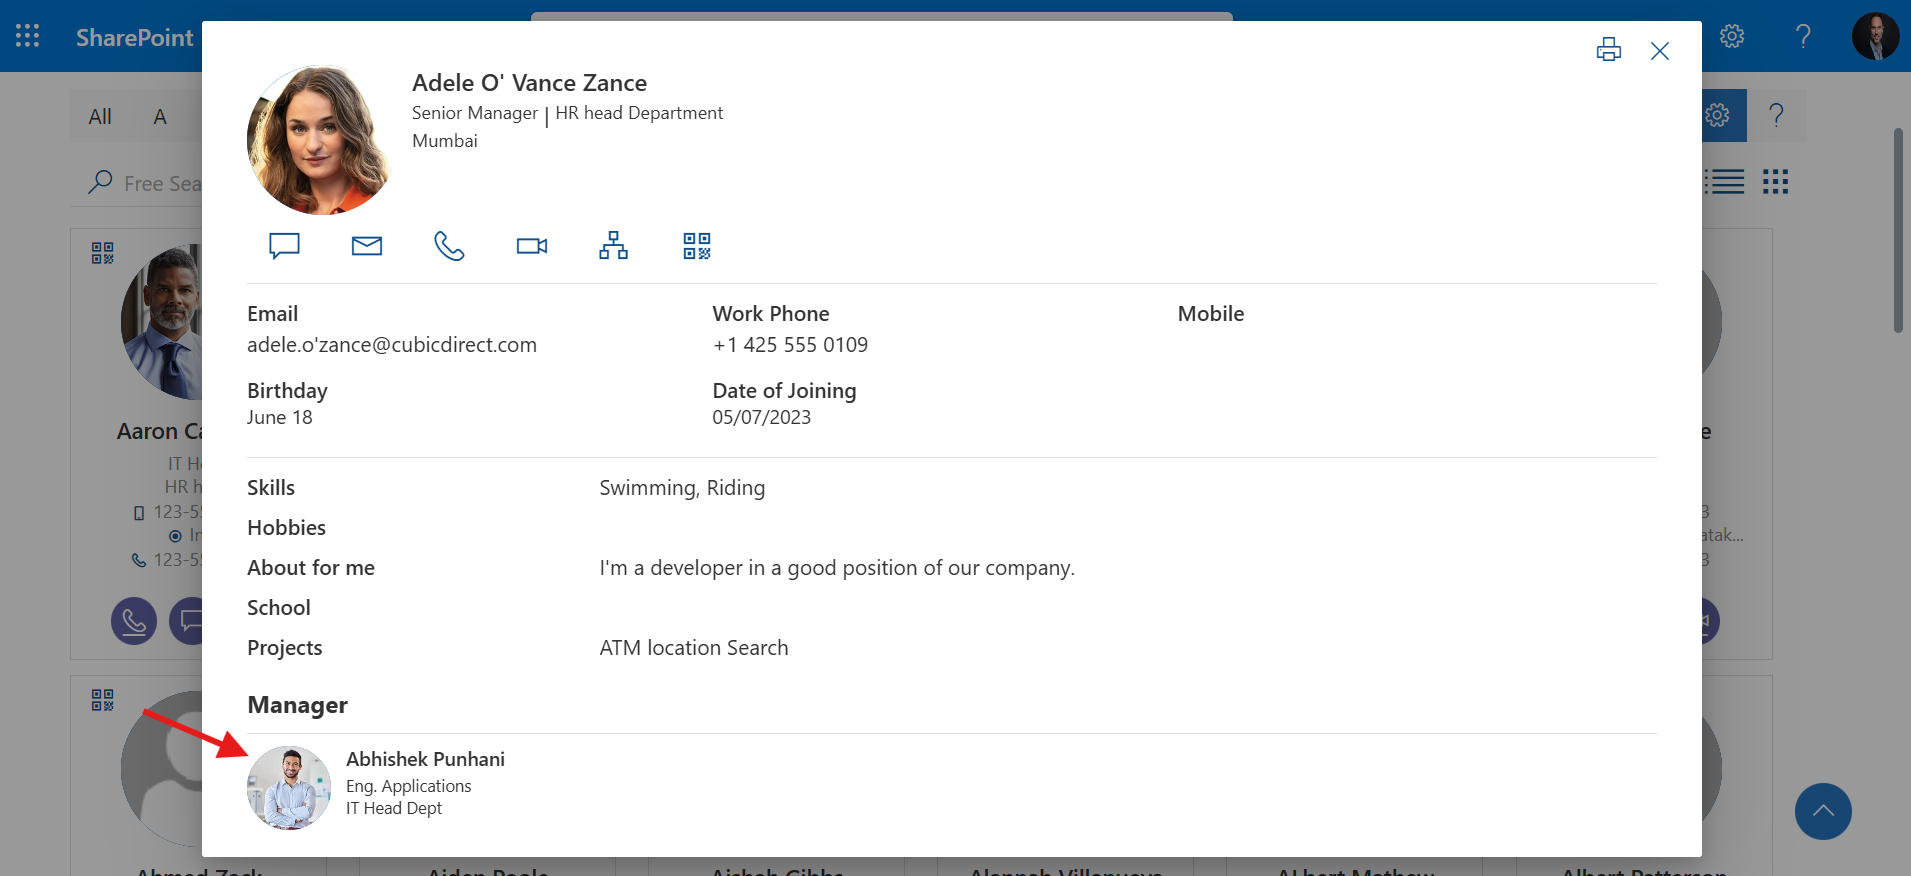 SharePoint
All A
Free Sea
Adele O' Vance Zance
Senior Manager | HR head Department
Mumbai
Email
adele.o'zance@cubicdirect.com
Work Phone
+1 425 555 0109
Mobile
Birthday
June 18
Date of Joining
05/07/2023
Skills Swimming, Riding
Hobbies
About for me I'm a developer in a good position of our company.
School
Projects ATM location Search
Manager
Abhishek Punhani
Eng. Applications
IT Head Dept
Aaron Ca
IT He
HR h
123-55
In
123-55
e
3
atak...
3
Ahmed Zack Aiden Poole Aishah Gibbs Alannah Villanueva Albert Mathew Albert Patterson